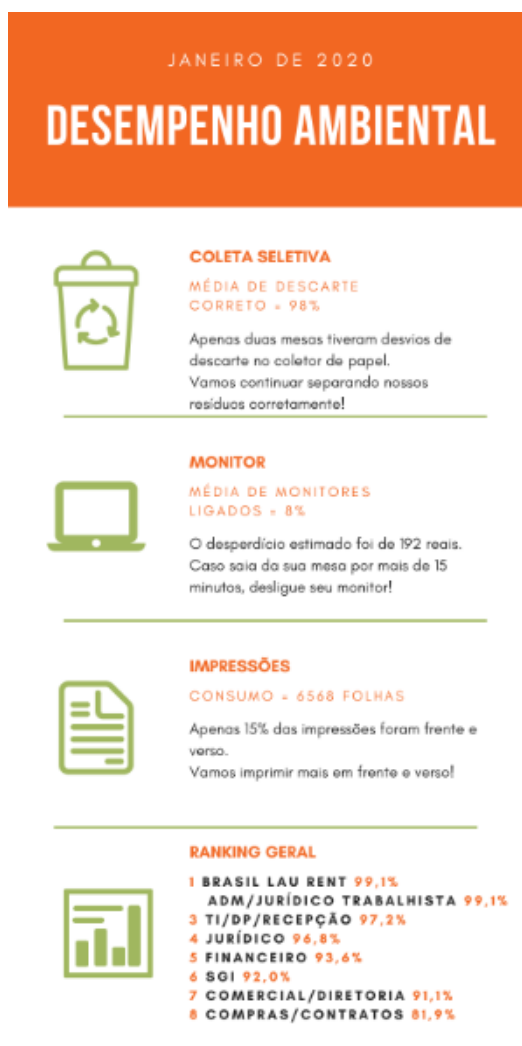 JANEIRO DE 2020
DESEMPENHO AMBIENTAL
COLETA SELETIVA
MÉDIA DE DESCARTE
CORRETO = 98%
Apenas duas mesas tiveram desvios de
descarte no coletor de papel.
Vamos continuar separando nossos
resíduos corretamente!
MONITOR
MÉDIA DE MONITORES
LIGADOS = 8%
O desperdício estimado foi de 192 reais.
Caso saia da sua mesa por mais de 15
minutos, desligue seu monitor!
IMPRESSÕES
CONSUMO = 6568 FOLHAS
Apenas 15% das impressões foram frente e
verso.
Vamos imprimir mais em frente e verso!
RANKING GERAL
1 BRASIL LAU RENT 99,1%
ADM/JURÍDICO TRABALHISTA 99,1%
3 TI/DP/RECEPÇÃO 97,2%
4 JURÍDICO 96,8%
5 FINANCEIRO 93,6%
6 SGI 92,0%
7 COMERCIAL/DIRETORIA 91,1%
8 COMPRAS/CONTRATOS 81,9%